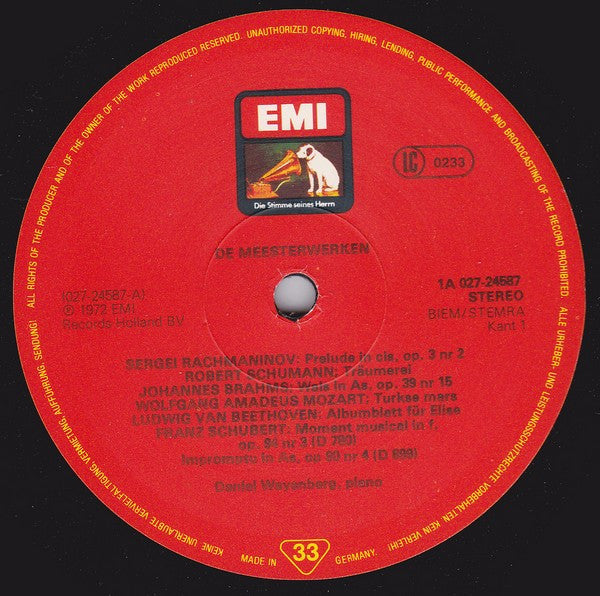 ALL RIGHTS OF THE PRODUCER AND OF THE OWNER OF THE WORK REPRODUCED RESERVED. UNAUTHORIZED COPYING, HIRING, LENDING, PUBLIC PERFORMANCE AND BROADCASTING OF THE RECORD PROHIBITED.
ALLE URHEBER- UND LEISTUNGSSCHUTZRECHTE VORBEHALTEN KEIN VERLEIH! KEINE UNERLAUBTE VERVIELFÄLTIGUNG, VERMIETUNG, AUFFÜHRUNG, SENDUNG!
EMI
Die Stimme seines Herrn
LC 0233
DE MEESTERWERKEN
(027-24587-A)
℗ 1972 EMI
Records Holland BV
1A 027-24587
STEREO
BIEM/STEMRA
Kant 1
SERGEI RACHMANINOV: Prelude in cis, op. 3 nr 2
ROBERT SCHUMANN: Träumerei
JOHANNES BRAHMS: Wals in As, op. 39 nr 15
WOLFGANG AMADEUS MOZART: Turkse mars
LUDWIG VAN BEETHOVEN: Albumblatt für Elise
FRANZ SCHUBERT: Moment musical in f,
op. 94 nr 3 (D 780)
Impromptu in As, op 90 nr 4 (D 899)
Daniel Wayenberg, piano
MADE IN 33 GERMANY.